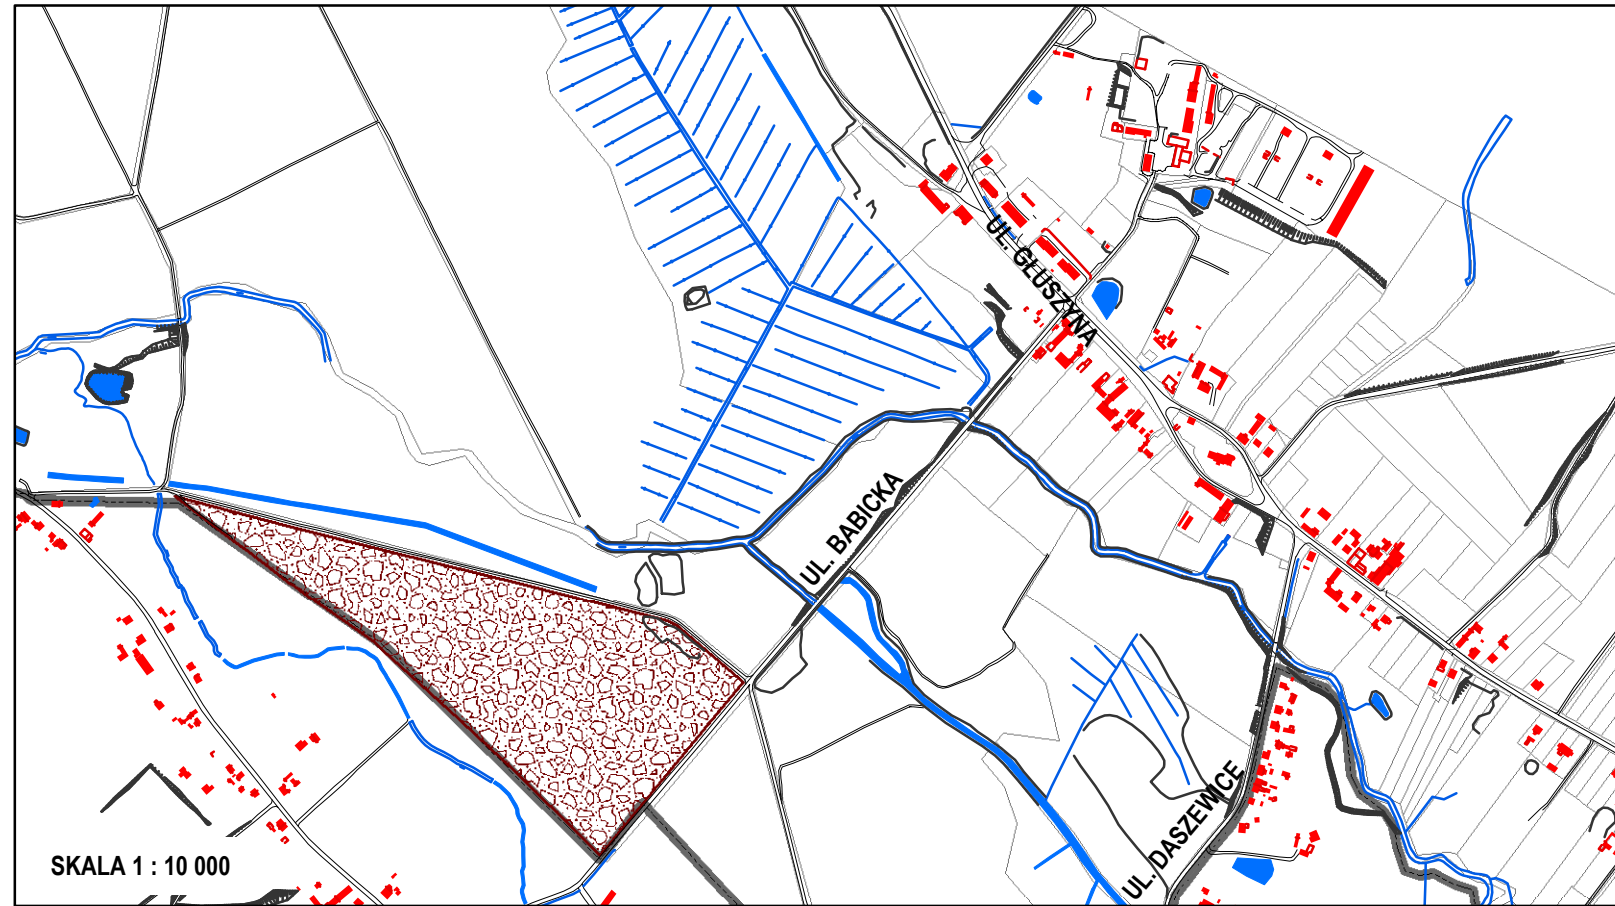 UL. GŁUSZYNA
UL. BABICKA
UL. DASZEWICE
SKALA 1 : 10 000